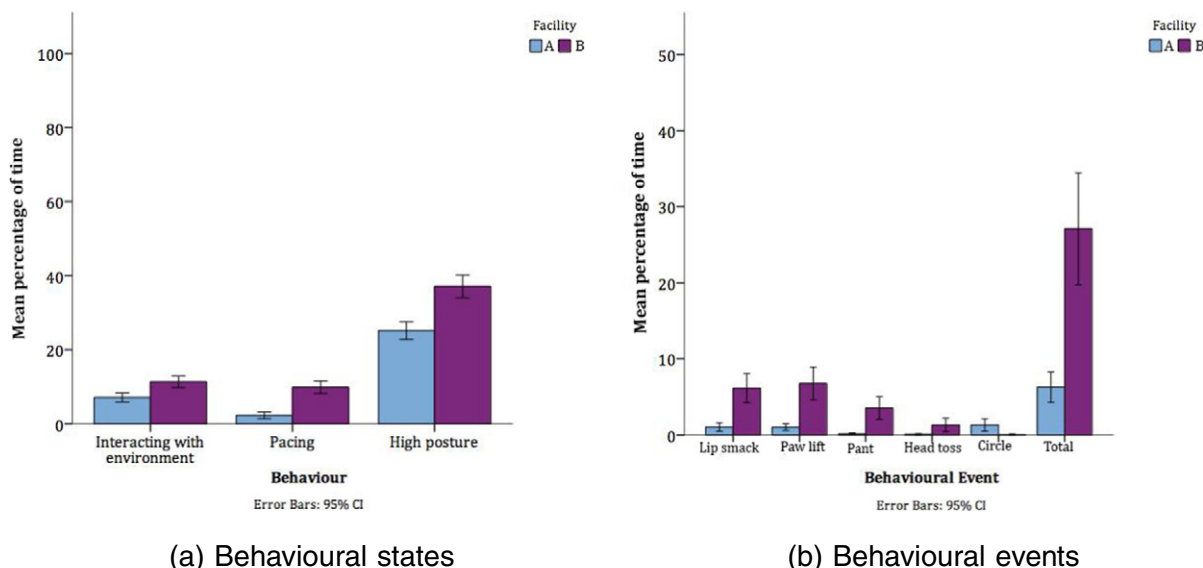 Facility
A B
100
80
60
40
20
0
Mean percentage of time
Interacting with
environment
Pacing
High posture
Behaviour
Error Bars: 95% CI
(a) Behavioural states
Facility
A B
50
40
30
20
10
0
Mean percentage of time
Lip smack
Paw lift
Pant
Head toss
Circle
Total
Behavioural Event
Error Bars: 95% CI
(b) Behavioural events